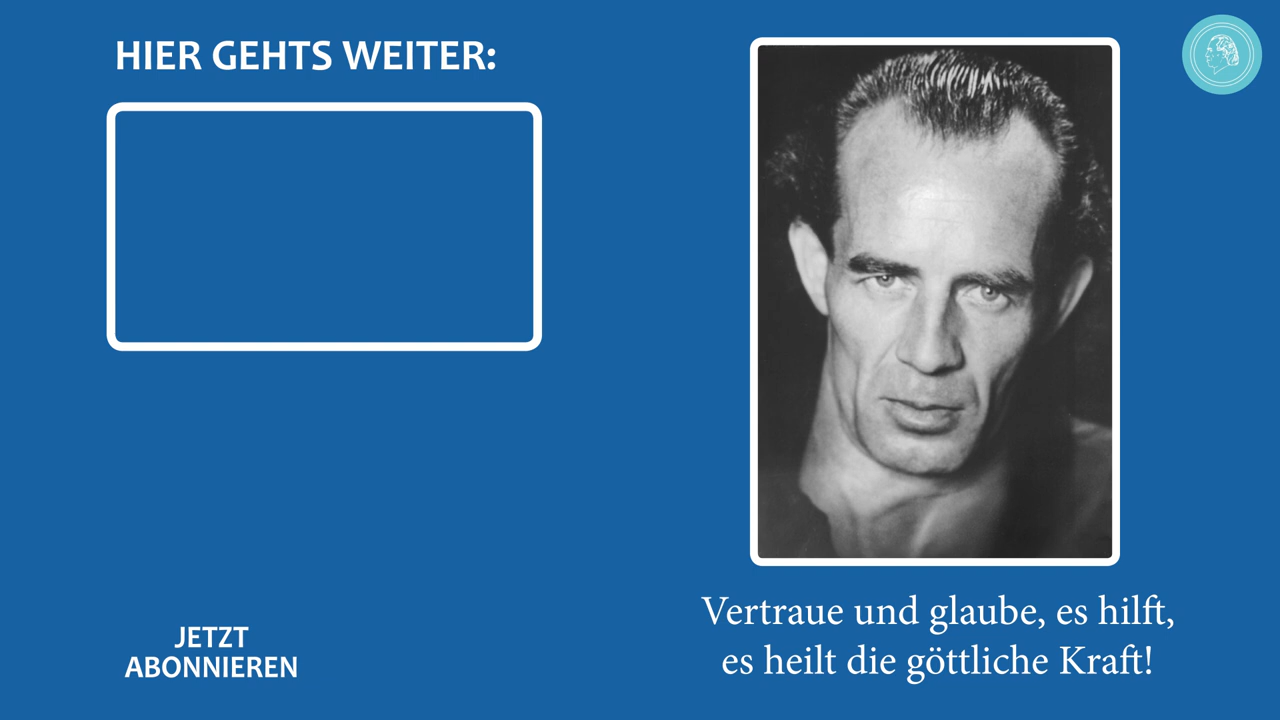 HIER GEHTS WEITER:
JETZT
ABONNIEREN
Vertraue und glaube, es hilft,
es heilt die göttliche Kraft!